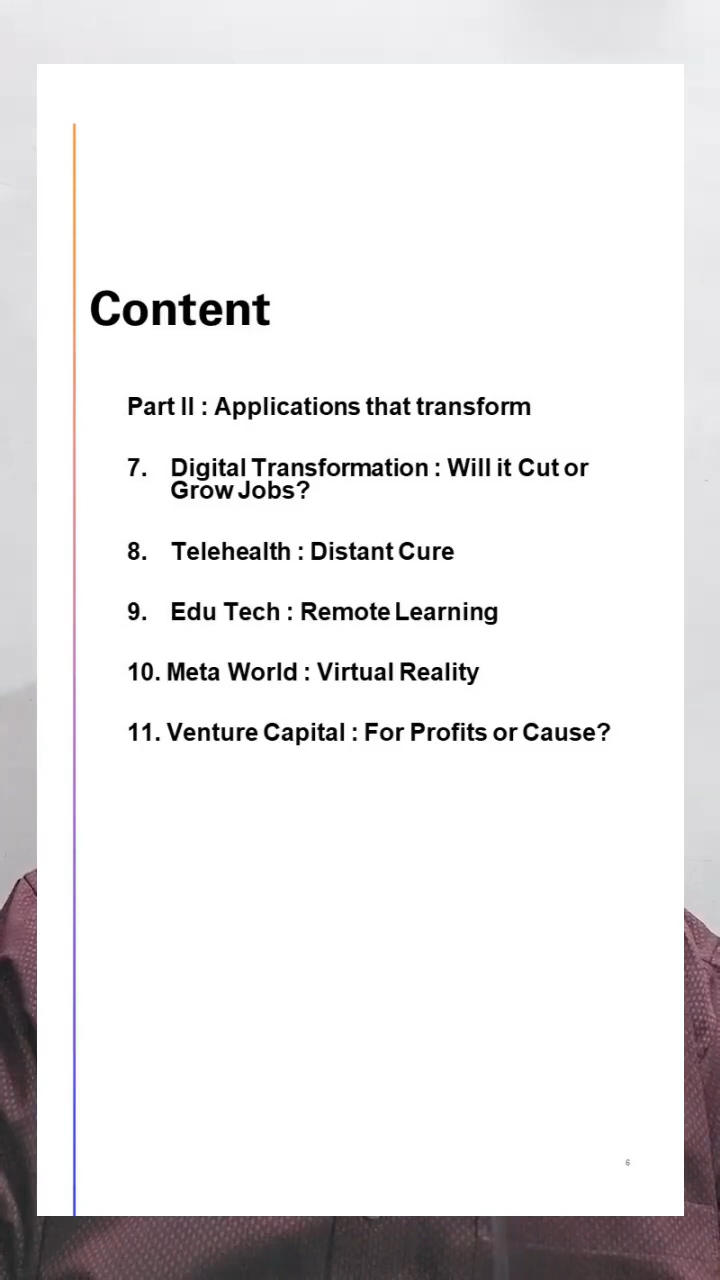 Content
Part II : Applications that transform
7. Digital Transformation : Will it Cut or
Grow Jobs?
8. Telehealth : Distant Cure
9. Edu Tech : Remote Learning
10. Meta World : Virtual Reality
11. Venture Capital : For Profits or Cause?
6